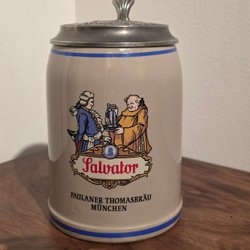 Salvator
PAULANER THOMASBRÄU
MÜNCHEN